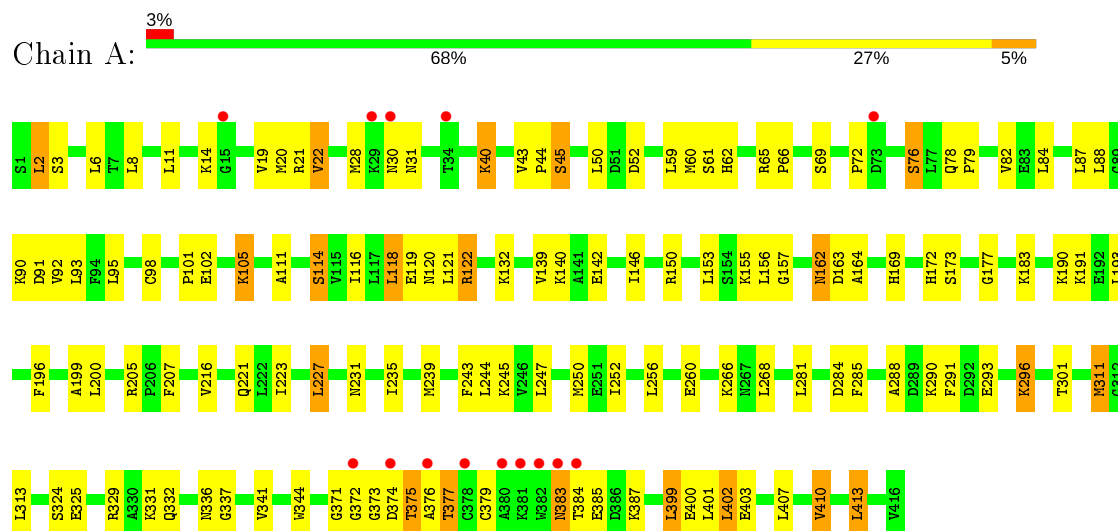 3%
Chain A:
68% 27% 5%
S1 L2 S3 L6 T7 L8 L11 K14 G15 V19 M20 R21 V22 M28 K29 N30 N31 T34 K40 V43 P44 S45 L50 D51 D52 L59 M60 S61 H62 R65 P66 S69 P72 D73 S76 L77 Q78 P79 V82 E83 L84 L87 L88 G89
K90 D91 V92 L93 F94 L95 C98 P101 E102 K105 A111 S114 V115 I116 L117 L118 E119 N120 L121 R122 K132 V139 K140 A141 E142 I146 R150 L153 S154 K155 L156 G157 N162 D163 A164 H169 H172 S173 G177 K183 K190 K191 E192 L193
F196 A199 L200 R205 P206 F207 V216 Q221 L222 I223 L227 N231 I235 M239 F243 L244 K245 V246 L247 M250 E251 I252 L256 E260 K266 N267 L268 L281 D284 F285 A288 D289 K290 F291 D292 E293 K296 T301 M311 G312
L313 S324 E325 R329 A330 K331 Q332 N336 G337 V341 W344 G371 G372 G373 D374 T375 A376 T377 C378 C379 A380 K381 W382 N383 T384 E385 D386 K387 L399 E400 L401 L402 E403 L407 V410 L413 V416